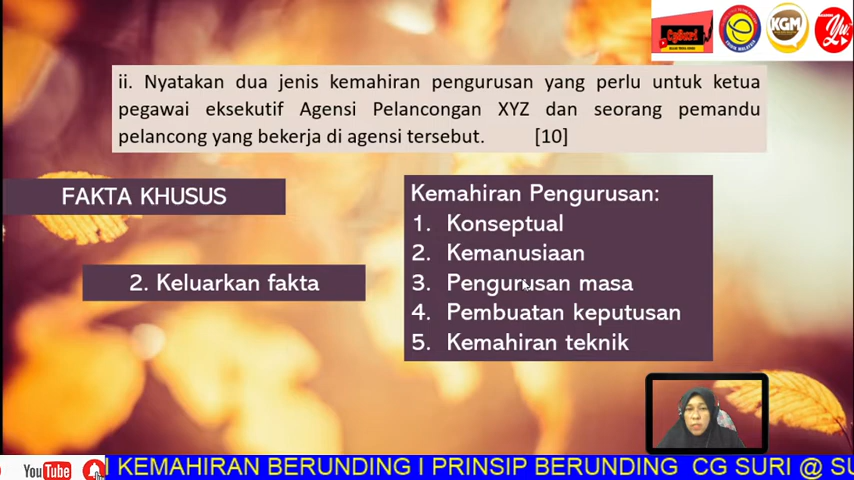 CgSuri
KGM
Yu.
ii. Nyatakan dua jenis kemahiran pengurusan yang perlu untuk ketua
pegawai eksekutif Agensi Pelancongan XYZ dan seorang pemandu
pelancong yang bekerja di agensi tersebut. [10]
FAKTA KHUSUS
2. Keluarkan fakta
Kemahiran Pengurusan:
1. Konseptual
2. Kemanusiaan
3. Pengurusan masa
4. Pembuatan keputusan
5. Kemahiran teknik
YouTube
I KEMAHIRAN BERUNDING I PRINSIP BERUNDING CG SURI @ SU